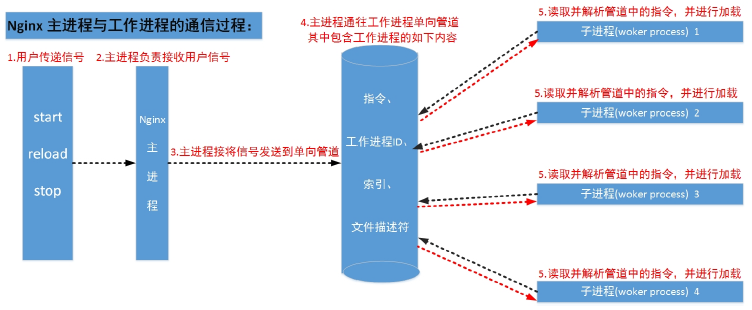 Nginx 主进程与工作进程的通信过程：
1.用户传递信号
start
reload
stop
2.主进程负责接收用户信号
Nginx
主
进
程
3.主进程接将信号发送到单向管道
4.主进程通往工作进程单向管道
其中包含工作进程的如下内容
指令、
工作进程ID、
索引、
文件描述符
5.读取并解析管道中的指令，并进行加载
子进程(woker process) 1
5.读取并解析管道中的指令，并进行加载
子进程(woker process) 2
5.读取并解析管道中的指令，并进行加载
子进程(woker process) 3
5.读取并解析管道中的指令，并进行加载
子进程(woker process) 4